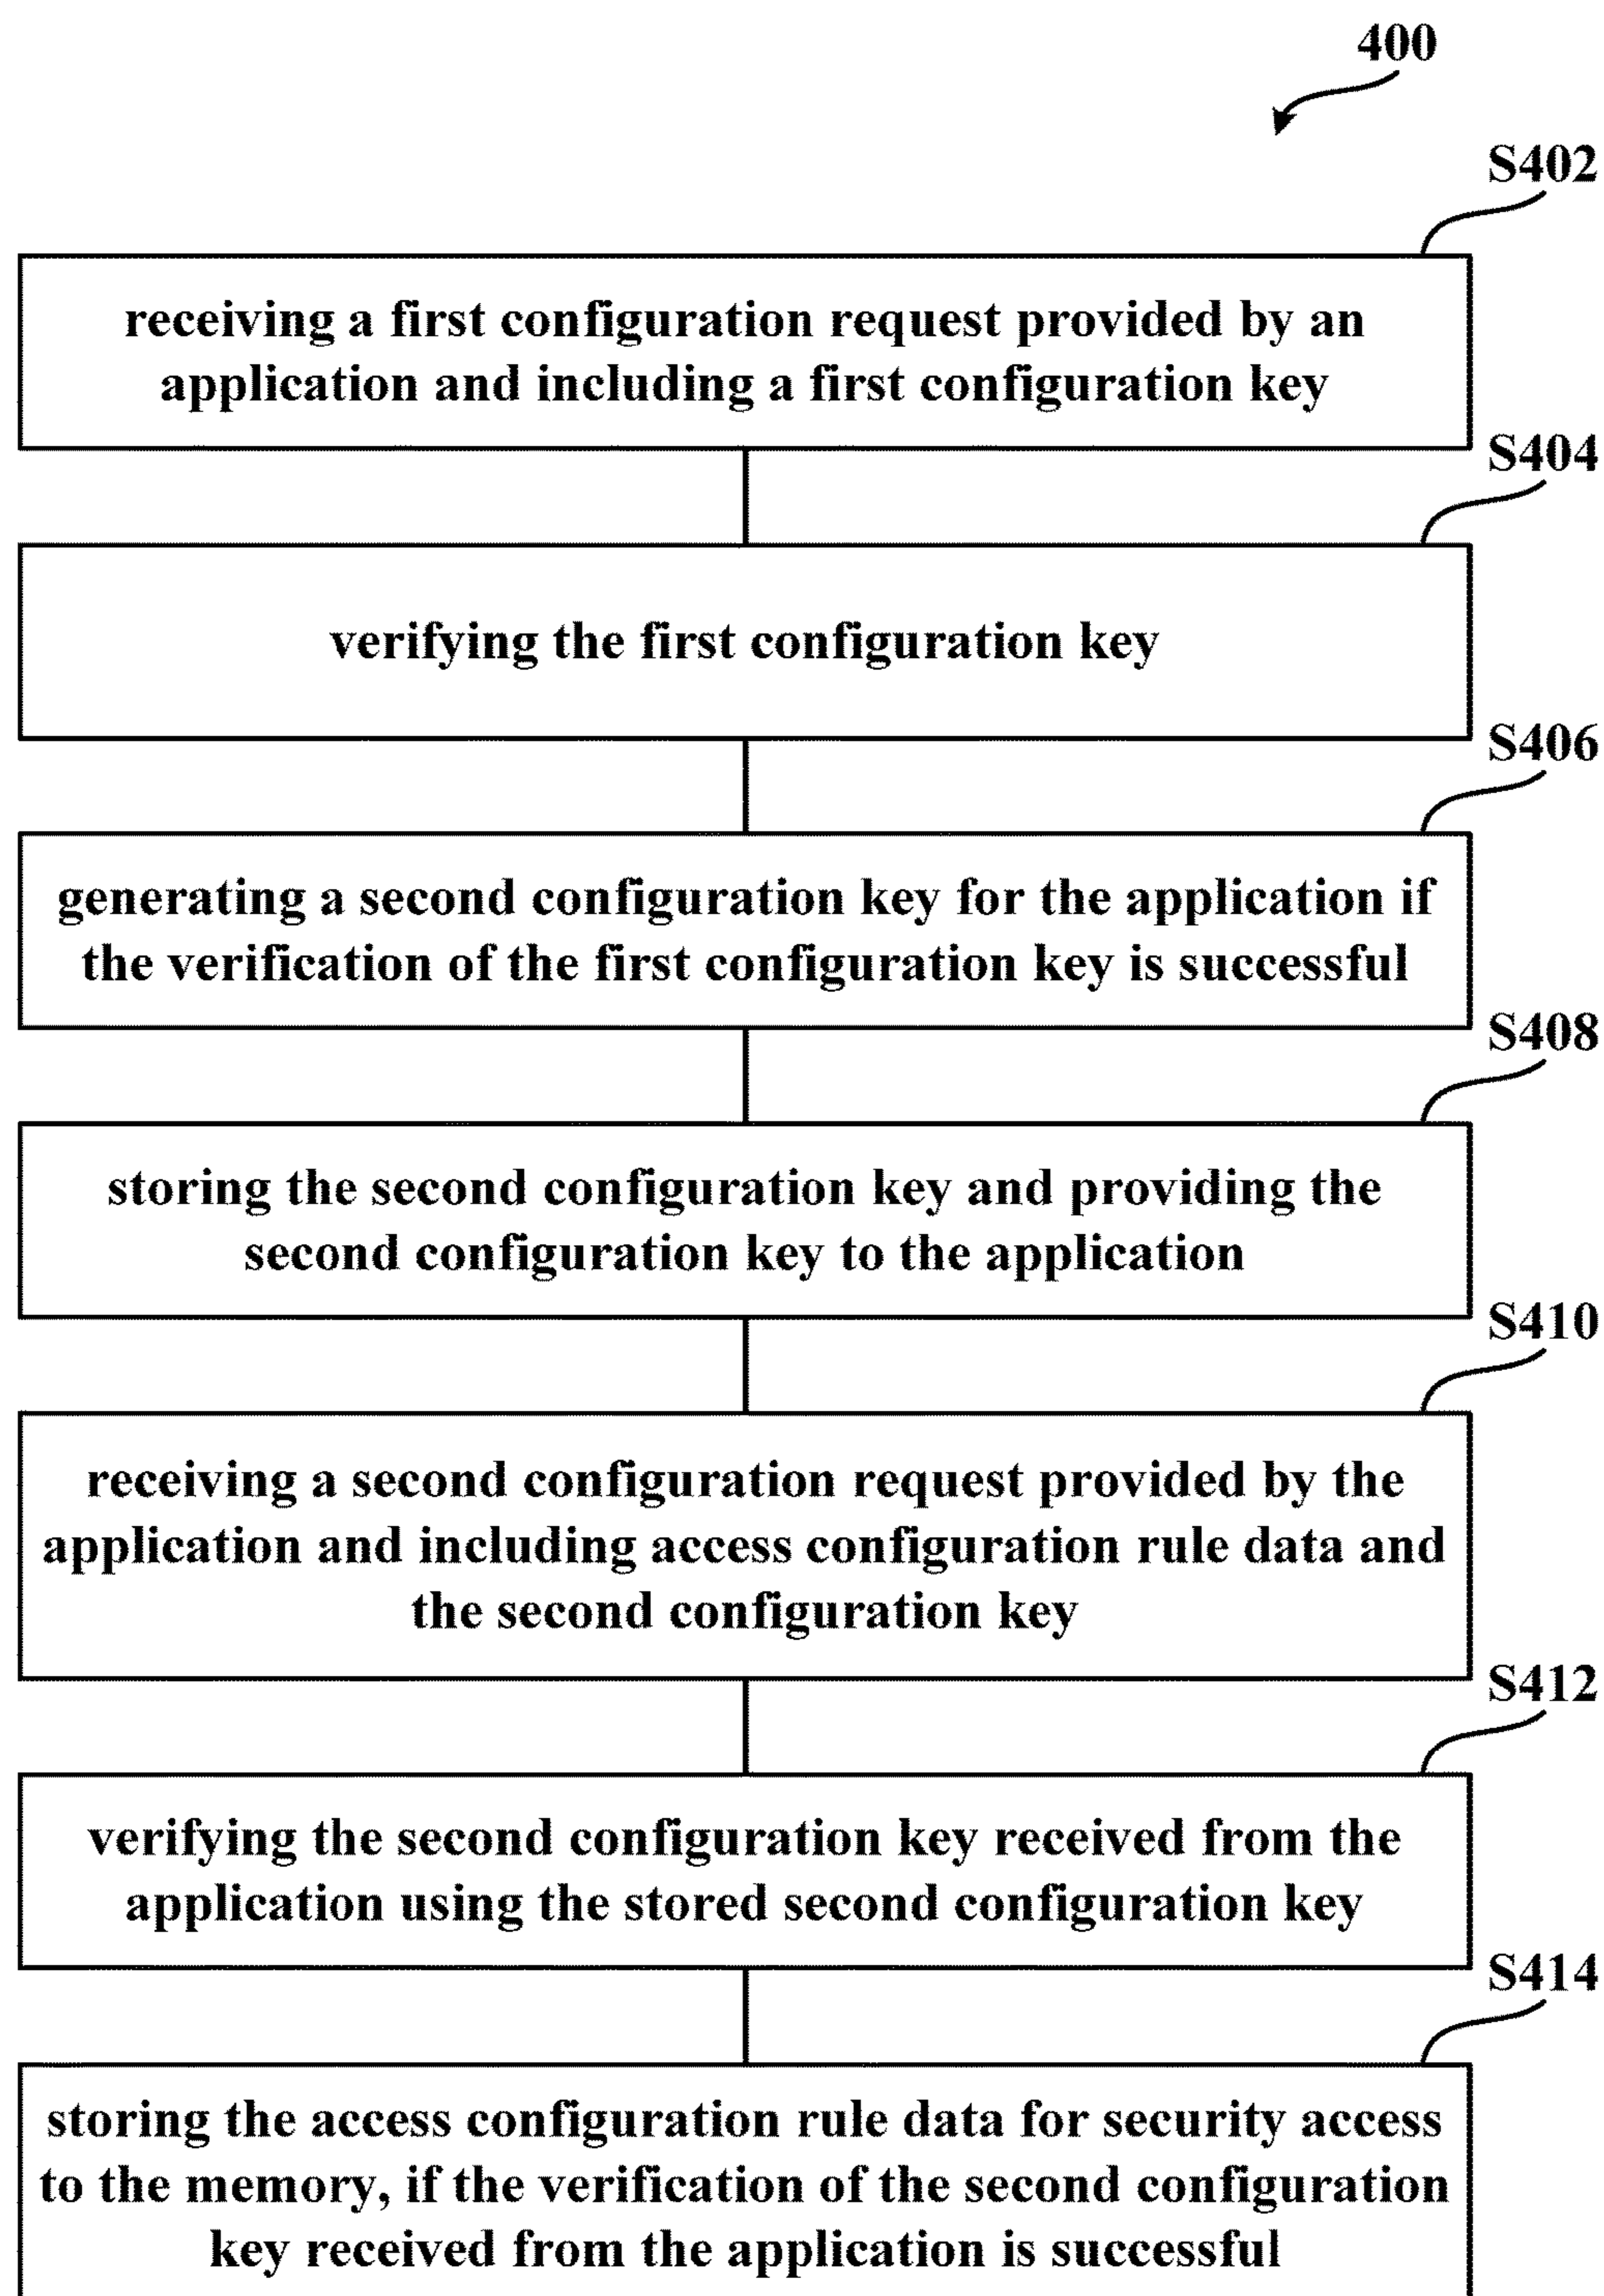 400
S402
receiving a first configuration request provided by an
application and including a first configuration key
S404
verifying the first configuration key
S406
generating a second configuration key for the application if
the verification of the first configuration key is successful
S408
storing the second configuration key and providing the
second configuration key to the application
S410
receiving a second configuration request provided by the
application and including access configuration rule data and
the second configuration key
S412
verifying the second configuration key received from the
application using the stored second configuration key
S414
storing the access configuration rule data for security access
to the memory, if the verification of the second configuration
key received from the application is successful